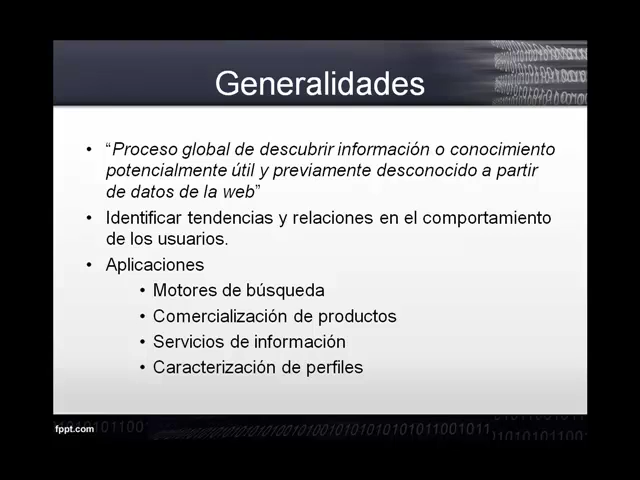 Generalidades
• “Proceso global de descubrir información o conocimiento
potencialmente útil y previamente desconocido a partir
de datos de la web”
• Identificar tendencias y relaciones en el comportamiento
de los usuarios.
• Aplicaciones
• Motores de búsqueda
• Comercialización de productos
• Servicios de información
• Caracterización de perfiles
fppt.com